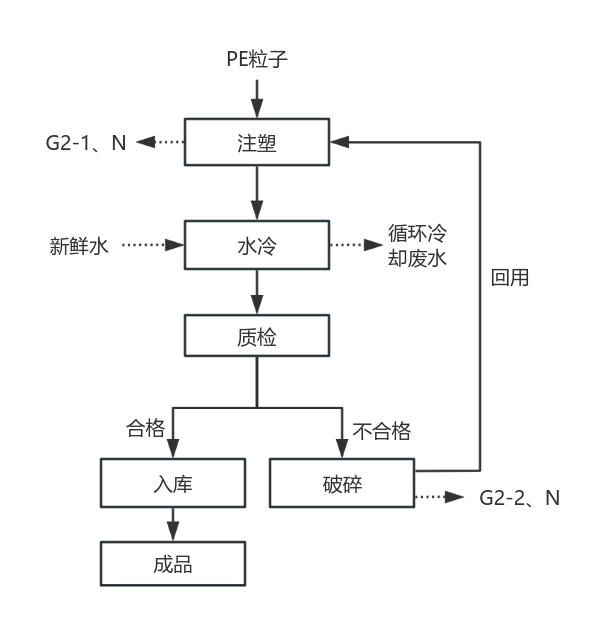 PE粒子
G2-1、N
注塑
新鲜水
水冷
循环冷
却废水
回用
质检
合格
不合格
入库
破碎
G2-2、N
成品